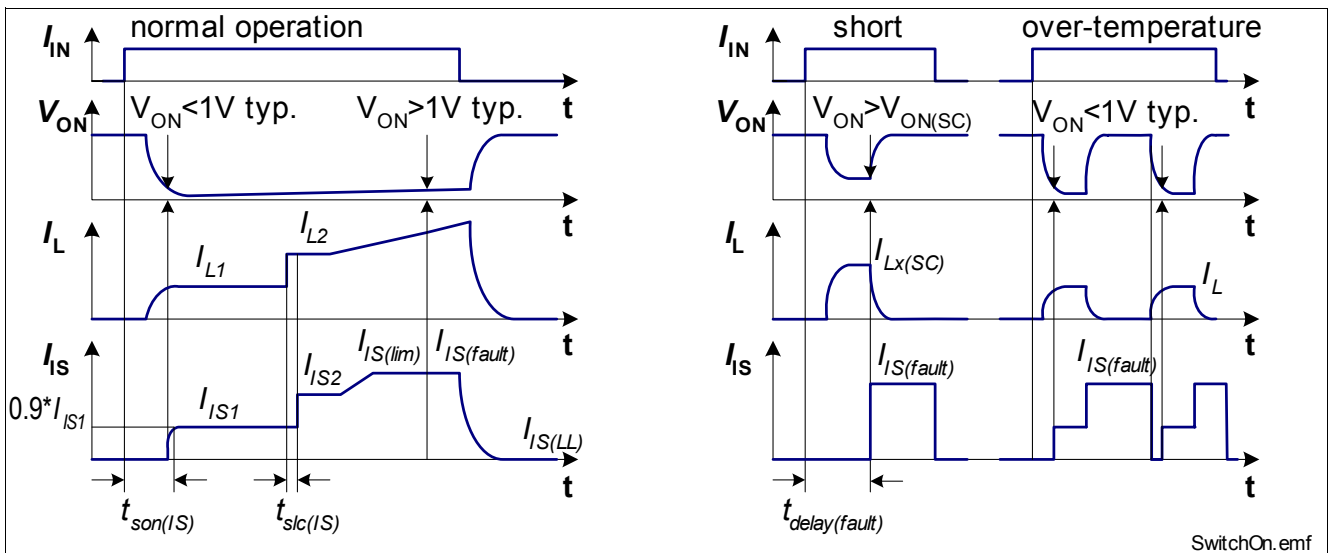 normal operation
I_IN
t
V_ON
V_ON<1V typ.
V_ON>1V typ.
t
I_L
I_L1
I_L2
t
I_IS
0.9*I_IS1
I_IS1
I_IS2
I_IS(lim)
I_IS(fault)
I_IS(LL)
t
t_son(IS)
t_slc(IS)
short
over-temperature
I_IN
t
V_ON
V_ON>V_ON(SC)
V_ON<1V typ.
t
I_L
I_Lx(SC)
I_L
t
I_IS
I_IS(fault)
I_IS(fault)
t
t_delay(fault)
SwitchOn.emf